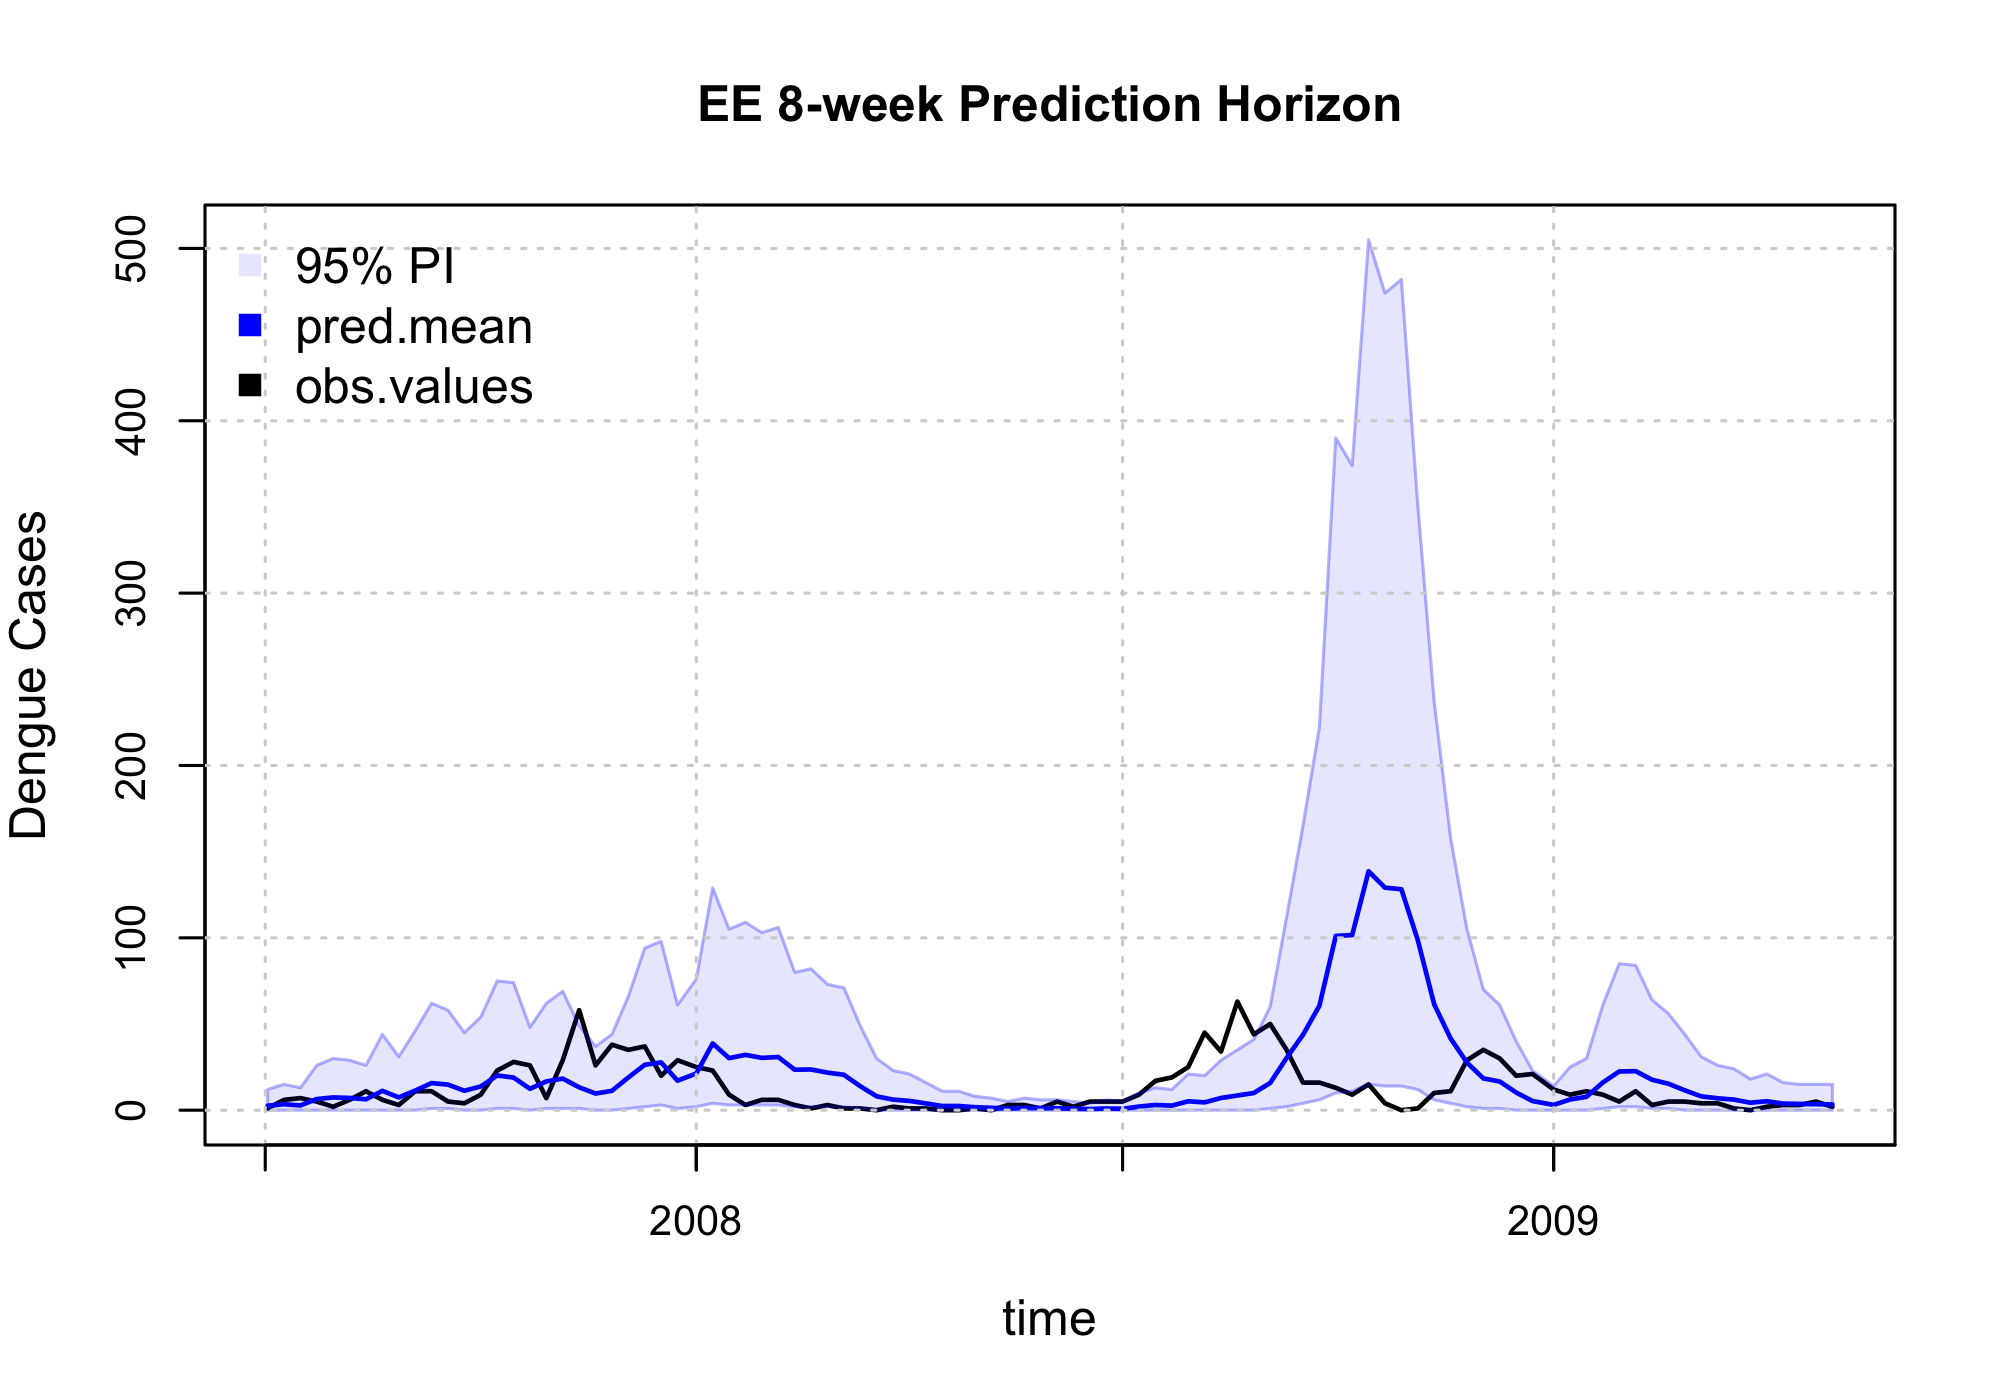 EE 8-week Prediction Horizon
95% PI
pred.mean
obs.values
500
400
300
200
100
0
Dengue Cases
2008
2009
time